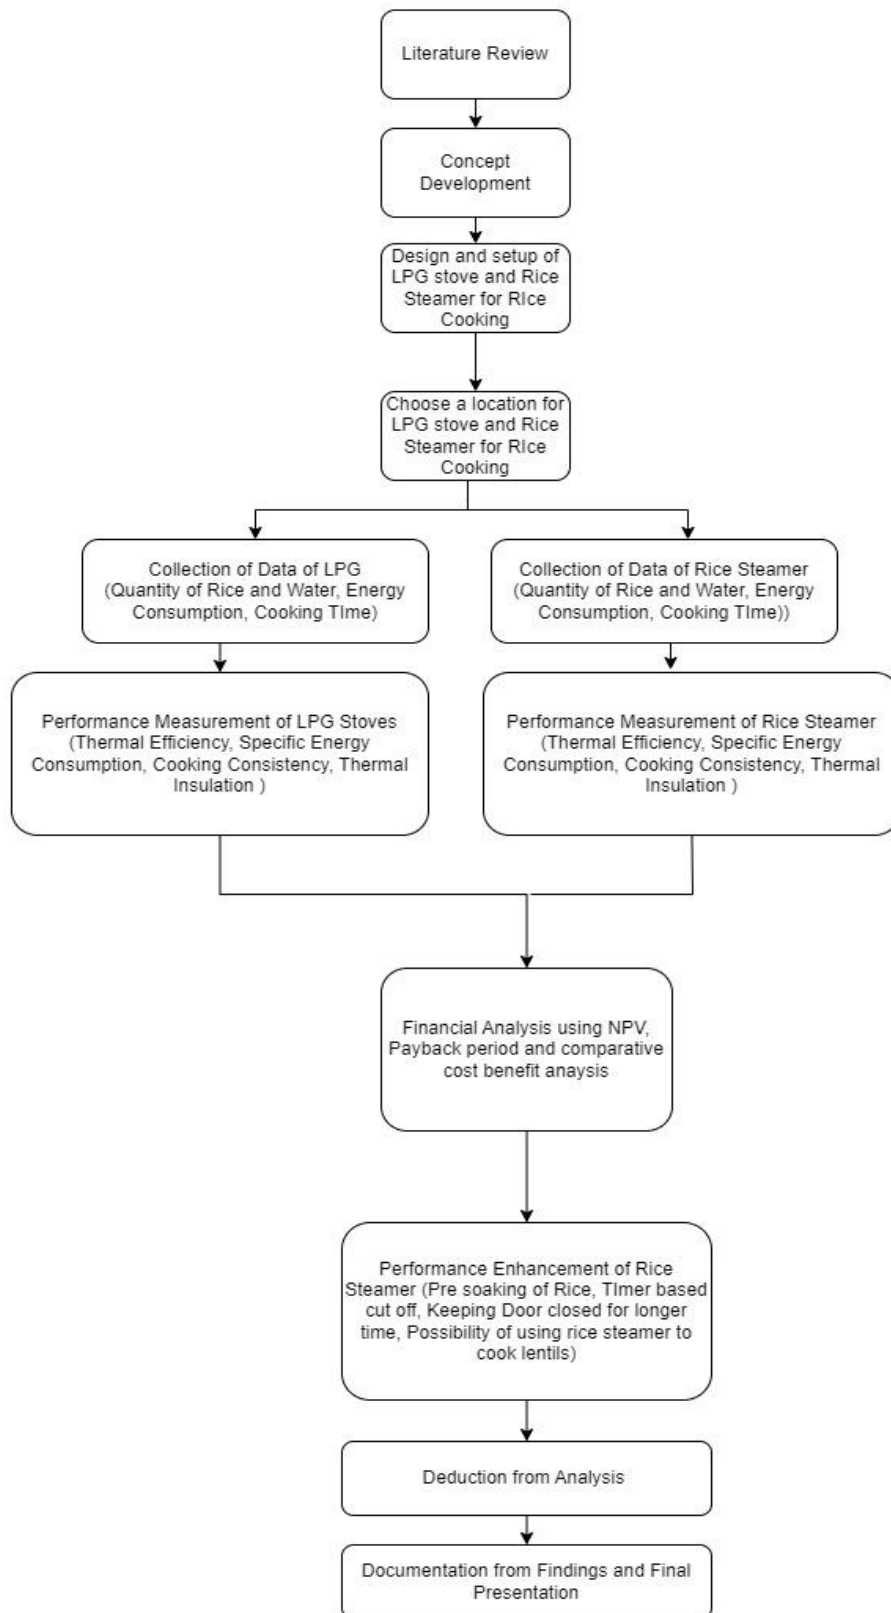 Literature Review
Concept
Development
Design and setup of
LPG stove and Rice
Steamer for RIce
Cooking
Choose a location for
LPG stove and Rice
Steamer for RIce
Cooking
Collection of Data of LPG
(Quantity of Rice and Water, Energy
Consumption, Cooking TIme)
Collection of Data of Rice Steamer
(Quantity of Rice and Water, Energy
Consumption, Cooking TIme))
Performance Measurement of LPG Stoves
(Thermal Efficiency, Specific Energy
Consumption, Cooking Consistency, Thermal
Insulation )
Performance Measurement of Rice Steamer
(Thermal Efficiency, Specific Energy
Consumption, Cooking Consistency, Thermal
Insulation )
Financial Analysis using NPV,
Payback period and comparative
cost benefit anaysis
Performance Enhancement of Rice
Steamer (Pre soaking of Rice, TImer based
cut off, Keeping Door closed for longer
time, Possibility of using rice steamer to
cook lentils)
Deduction from Analysis
Documentation from Findings and Final
Presentation